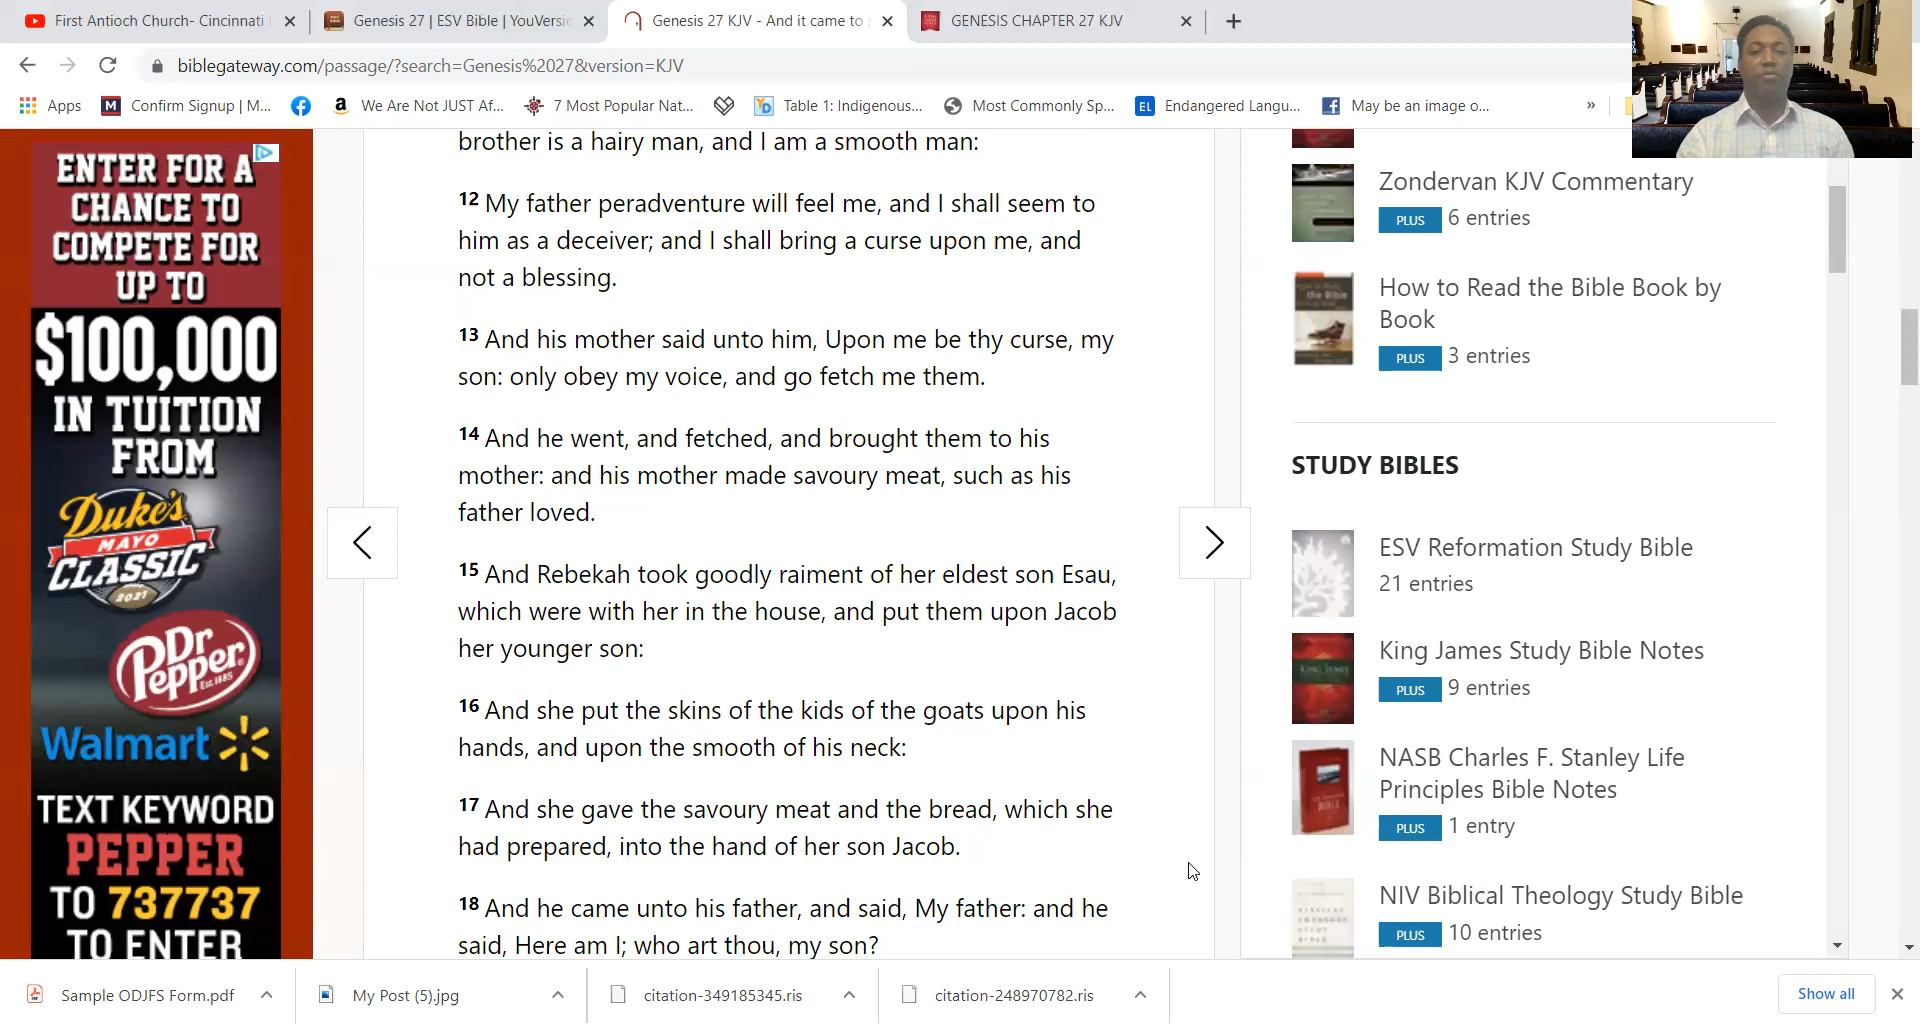 First Antioch Church- Cincinnati
Genesis 27 | ESV Bible | YouVersi
Genesis 27 KJV - And it came to
GENESIS CHAPTER 27 KJV
biblegateway.com/passage/?search=Genesis%2027&version=KJV
Apps
M
Confirm Signup | M...
We Are Not JUST Af...
7 Most Popular Nat...
YD
Table 1: Indigenous...
Most Commonly Sp...
EL
Endangered Langu...
May be an image o...
»
ENTER FOR A
CHANCE TO
COMPETE FOR
UP TO
$100,000
IN TUITION
FROM
Duke's
MAYO
CLASSIC
2021
Dr
Pepper
EST. 1885
Walmart
TEXT KEYWORD
PEPPER
TO 737737
TO ENTER
brother is a hairy man, and I am a smooth man:
12 My father peradventure will feel me, and I shall seem to
him as a deceiver; and I shall bring a curse upon me, and
not a blessing.
13 And his mother said unto him, Upon me be thy curse, my
son: only obey my voice, and go fetch me them.
14 And he went, and fetched, and brought them to his
mother: and his mother made savoury meat, such as his
father loved.
15 And Rebekah took goodly raiment of her eldest son Esau,
which were with her in the house, and put them upon Jacob
her younger son:
16 And she put the skins of the kids of the goats upon his
hands, and upon the smooth of his neck:
17 And she gave the savoury meat and the bread, which she
had prepared, into the hand of her son Jacob.
18 And he came unto his father, and said, My father: and he
said, Here am I; who art thou, my son?
Zondervan KJV Commentary
PLUS 6 entries
How to Read the Bible Book by
Book
PLUS 3 entries
STUDY BIBLES
ESV Reformation Study Bible
21 entries
King James Study Bible Notes
PLUS 9 entries
NASB Charles F. Stanley Life
Principles Bible Notes
PLUS 1 entry
NIV Biblical Theology Study Bible
PLUS 10 entries
Sample ODJFS Form.pdf
My Post (5).jpg
citation-349185345.ris
citation-248970782.ris
Show all